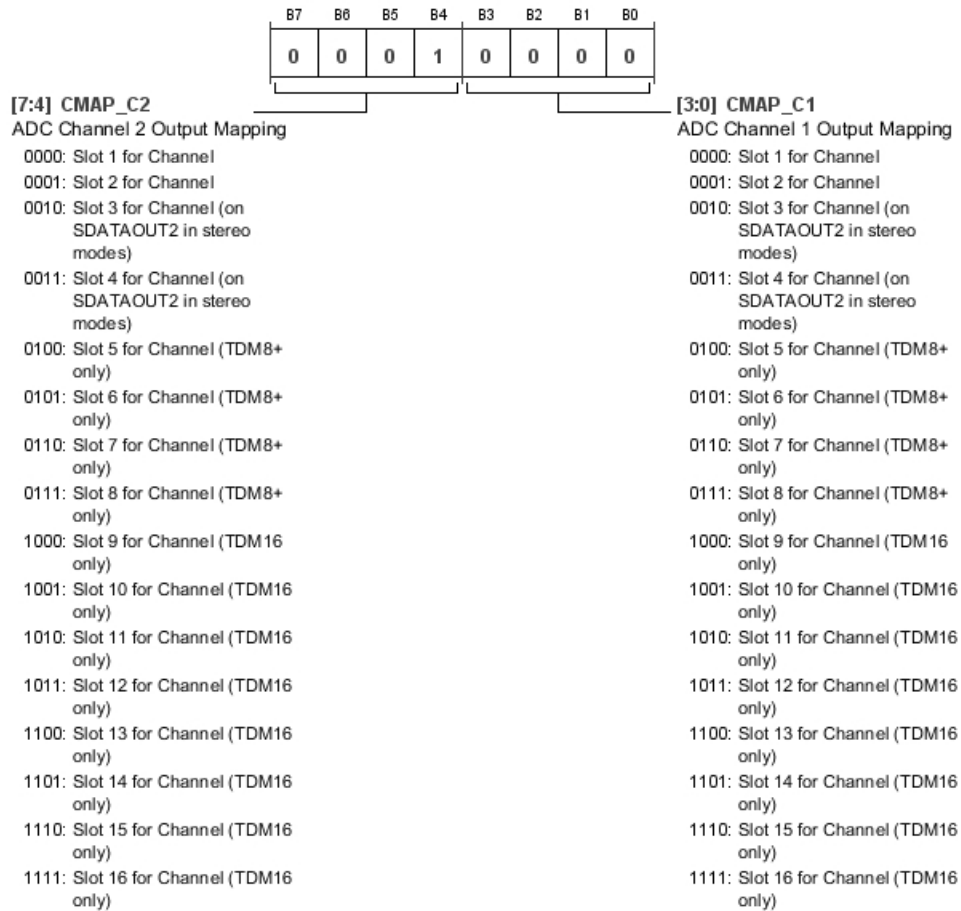 B7 B6 B5 B4 B3 B2 B1 B0
0 0 0 1 0 0 0 0
[7:4] CMAP_C2
ADC Channel 2 Output Mapping
0000: Slot 1 for Channel
0001: Slot 2 for Channel
0010: Slot 3 for Channel (on
SDATAOUT2 in stereo
modes)
0011: Slot 4 for Channel (on
SDATAOUT2 in stereo
modes)
0100: Slot 5 for Channel (TDM8+
only)
0101: Slot 6 for Channel (TDM8+
only)
0110: Slot 7 for Channel (TDM8+
only)
0111: Slot 8 for Channel (TDM8+
only)
1000: Slot 9 for Channel (TDM16
only)
1001: Slot 10 for Channel (TDM16
only)
1010: Slot 11 for Channel (TDM16
only)
1011: Slot 12 for Channel (TDM16
only)
1100: Slot 13 for Channel (TDM16
only)
1101: Slot 14 for Channel (TDM16
only)
1110: Slot 15 for Channel (TDM16
only)
1111: Slot 16 for Channel (TDM16
only)
[3:0] CMAP_C1
ADC Channel 1 Output Mapping
0000: Slot 1 for Channel
0001: Slot 2 for Channel
0010: Slot 3 for Channel (on
SDATAOUT2 in stereo
modes)
0011: Slot 4 for Channel (on
SDATAOUT2 in stereo
modes)
0100: Slot 5 for Channel (TDM8+
only)
0101: Slot 6 for Channel (TDM8+
only)
0110: Slot 7 for Channel (TDM8+
only)
0111: Slot 8 for Channel (TDM8+
only)
1000: Slot 9 for Channel (TDM16
only)
1001: Slot 10 for Channel (TDM16
only)
1010: Slot 11 for Channel (TDM16
only)
1011: Slot 12 for Channel (TDM16
only)
1100: Slot 13 for Channel (TDM16
only)
1101: Slot 14 for Channel (TDM16
only)
1110: Slot 15 for Channel (TDM16
only)
1111: Slot 16 for Channel (TDM16
only)